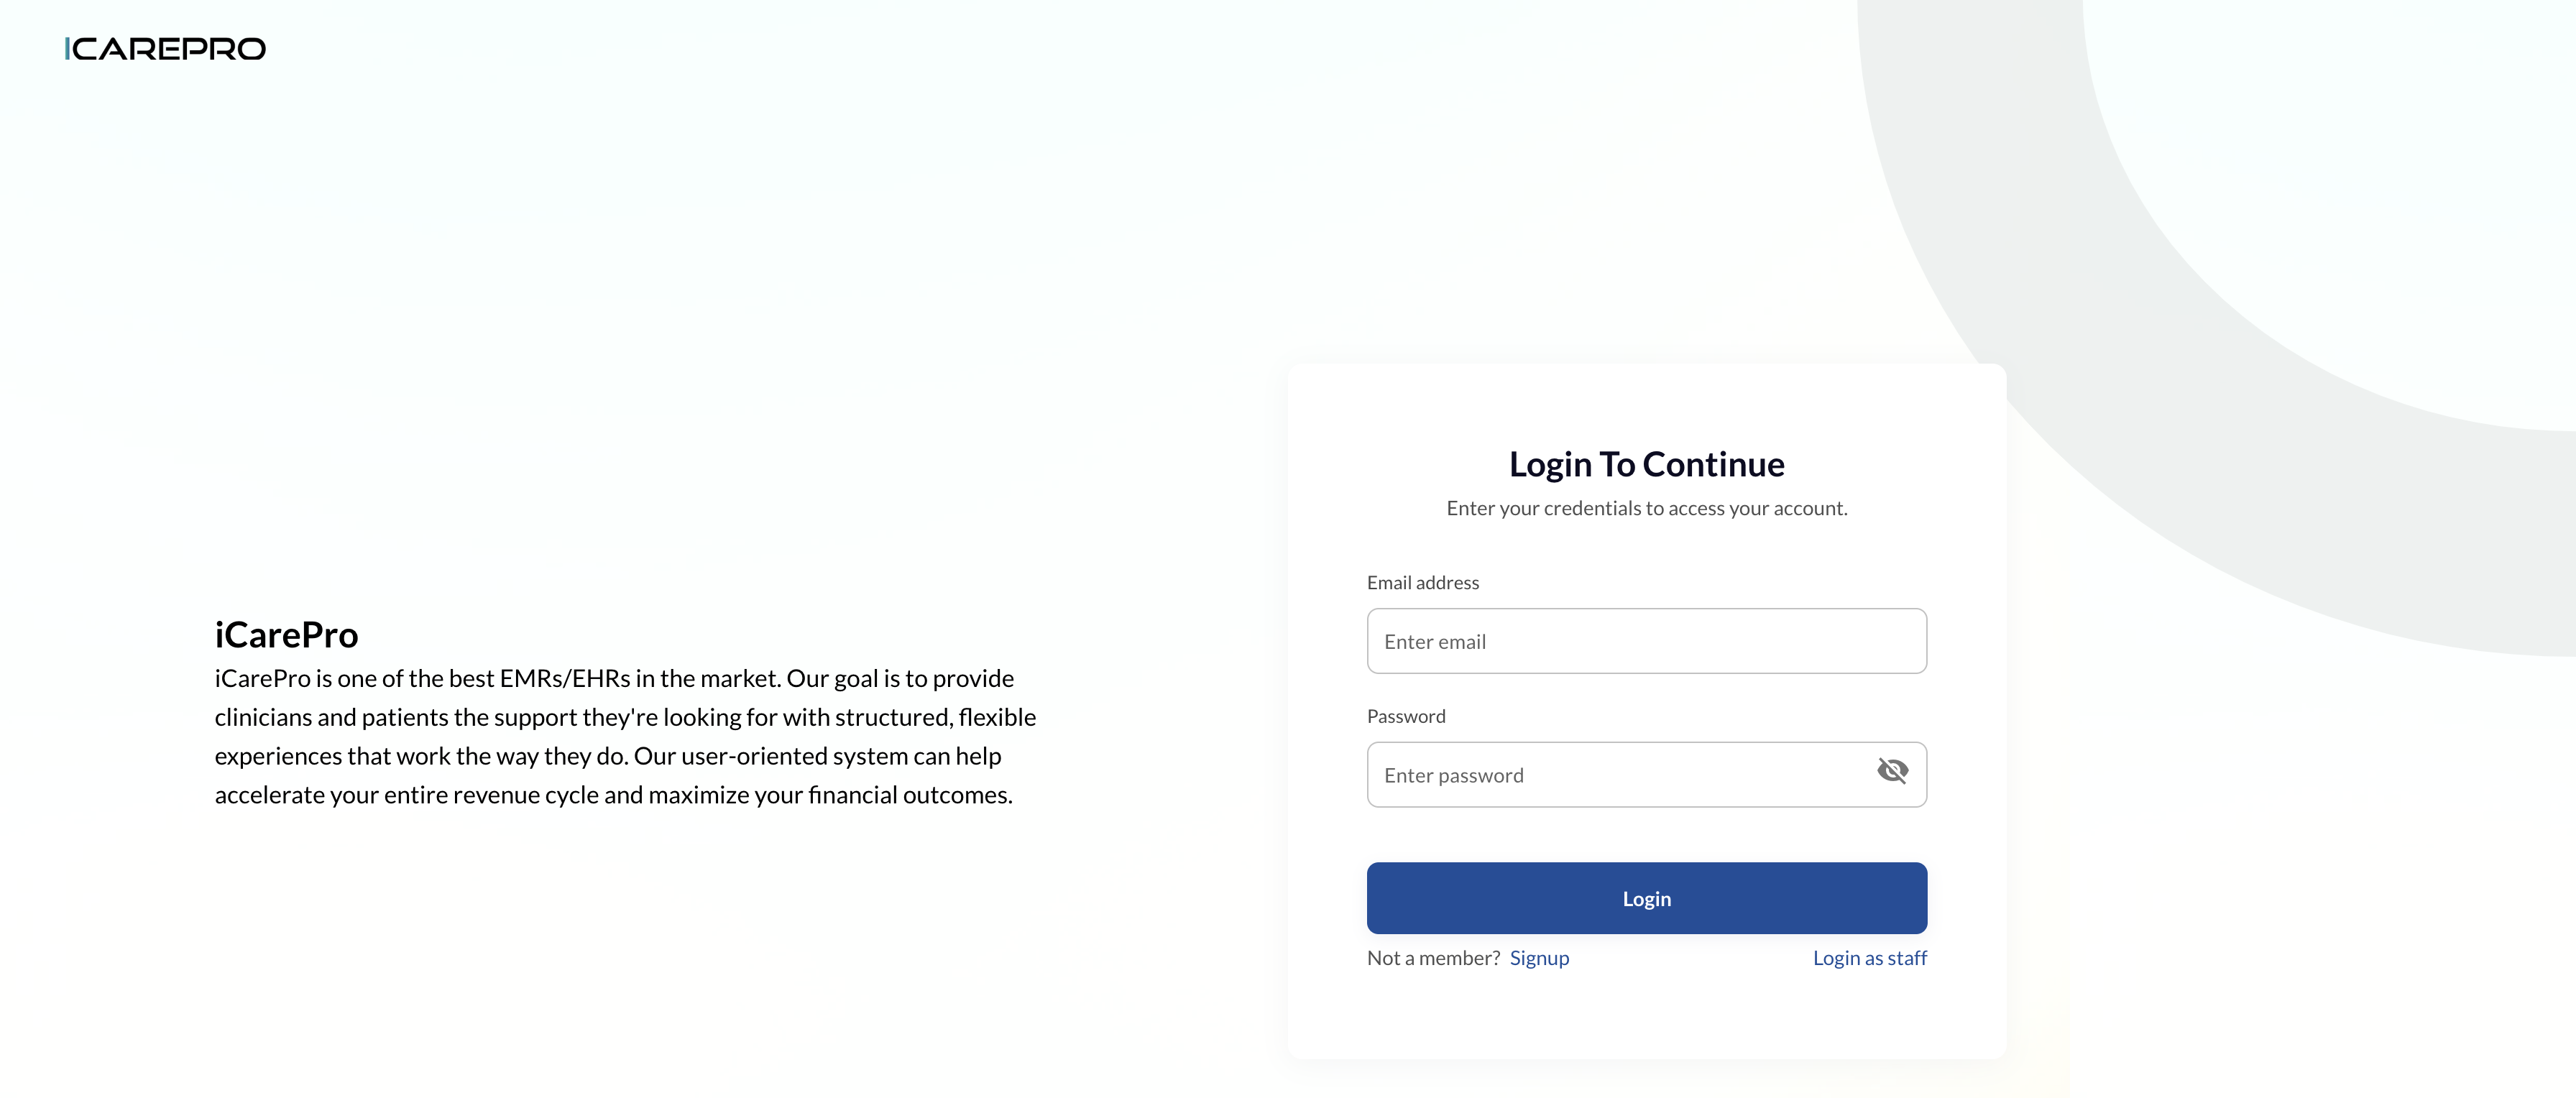 ICAREPRO
iCarePro
iCarePro is one of the best EMRs/EHRs in the market. Our goal is to provide
clinicians and patients the support they're looking for with structured, flexible
experiences that work the way they do. Our user-oriented system can help
accelerate your entire revenue cycle and maximize your financial outcomes.
Login To Continue
Enter your credentials to access your account.
Email address
Enter email
Password
Enter password
Login
Not a member? Signup Login as staff